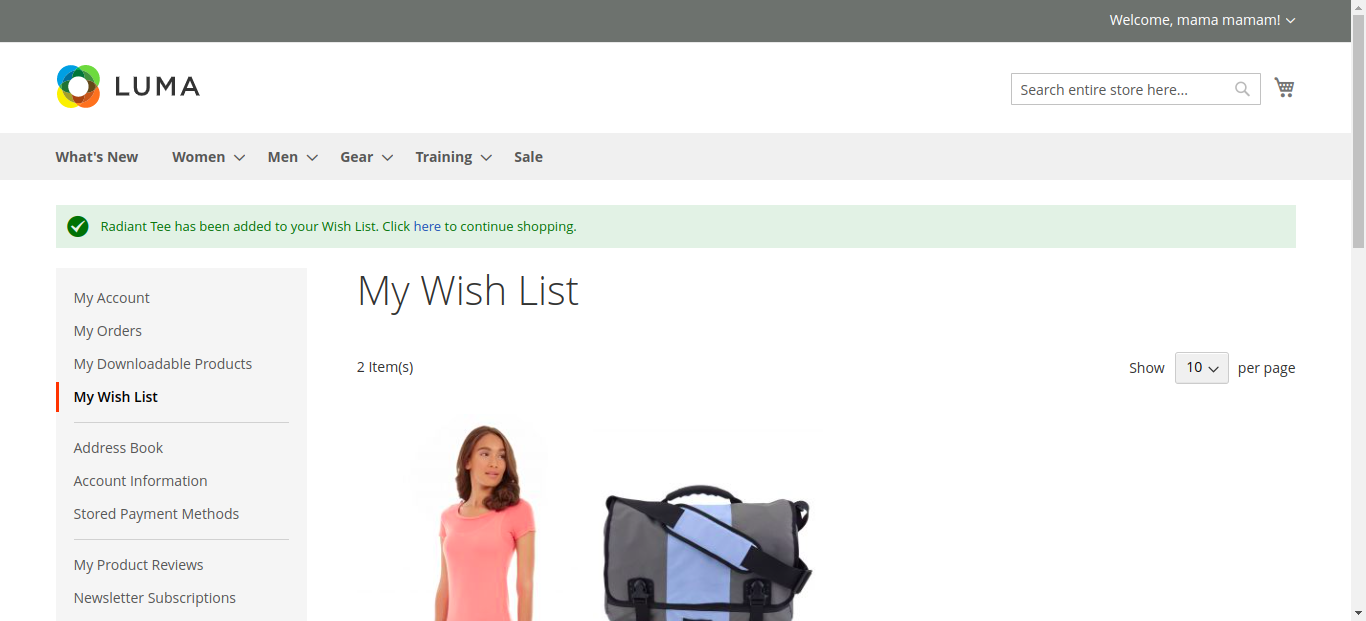 Welcome, mama mamam!
LUMA
Search entire store here...
What's New Women Men Gear Training Sale
Radiant Tee has been added to your Wish List. Click here to continue shopping.
My Account
My Orders
My Downloadable Products
My Wish List
Address Book
Account Information
Stored Payment Methods
My Product Reviews
Newsletter Subscriptions
My Wish List
2 Item(s)
Show 10 per page